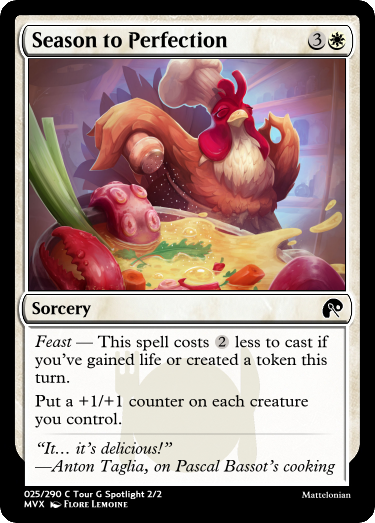 Season to Perfection 3
Sorcery
Feast — This spell costs 2 less to cast if
you've gained life or created a token this
turn.
Put a +1/+1 counter on each creature
you control.
“It… it's delicious!”
—Anton Taglia, on Pascal Bassot's cooking
025/290 C Tour G Spotlight 2/2
MVX Flore Lemoine
Mattelonian